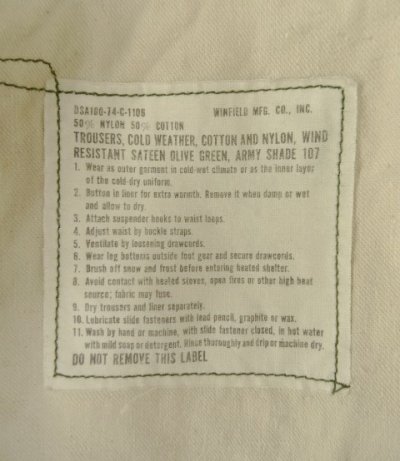 DSA100-74-C-1108 WINFIELD MFG. CO., INC.
50% NYLON 50% COTTON
TROUSERS, COLD WEATHER, COTTON AND NYLON, WIND
RESISTANT SATEEN OLIVE GREEN, ARMY SHADE 107
1. Wear as outer garment in cold-wet climate or as the inner layer
of the cold-dry uniform.
2. Button in liner for extra warmth. Remove it when damp or wet
and allow to dry.
3. Attach suspender hooks to waist loops.
4. Adjust waist by buckle straps.
5. Ventilate by loosening drawcords.
6. Wear leg bottoms outside foot gear and secure drawcords.
7. Brush off snow and frost before entering heated shelter.
8. Avoid contact with heated stoves, open fires or other high heat
source; fabric may fuse.
9. Dry trousers and liner separately.
10. Lubricate slide fasteners with lead pencil, graphite or wax.
11. Wash by hand or machine, with slide fastener closed, in hot water
with mild soap or detergent. Rinse thoroughly and drip or machine dry.
DO NOT REMOVE THIS LABEL